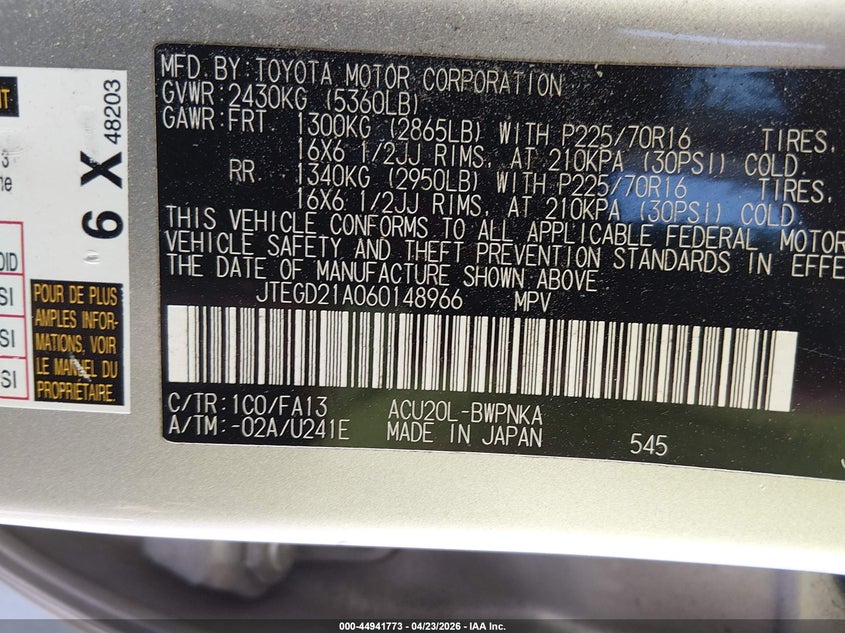 MFD. BY: TOYOTA MOTOR CORPORATION
GVWR: 2430KG (5360LB)
GAWR: FRT 1300KG (2865LB) WITH P225/70R16 TIRES,
16X6 1/2JJ RIMS, AT 210KPA (30PSI) COLD.
RR 1340KG (2950LB) WITH P225/70R16 TIRES,
16X6 1/2JJ RIMS, AT 210KPA (30PSI) COLD.
THIS VEHICLE CONFORMS TO ALL APPLICABLE FEDERAL MOTOR
VEHICLE SAFETY AND THEFT PREVENTION STANDARDS IN EFFE
THE DATE OF MANUFACTURE SHOWN ABOVE
JTEGD21A060148966 MPV
C/TR: 1C0/FA13 ACU20L-BWPNKA
A/TM: -02A/U241E MADE IN JAPAN 545
6 X 48203
POUR DE PTE
AMPLES INFOR-
MATIONS, VOIR
LE MANUEL DU
PROPRIÉTAIRE.
000-44941773 - 04/23/2026 - IAA Inc.